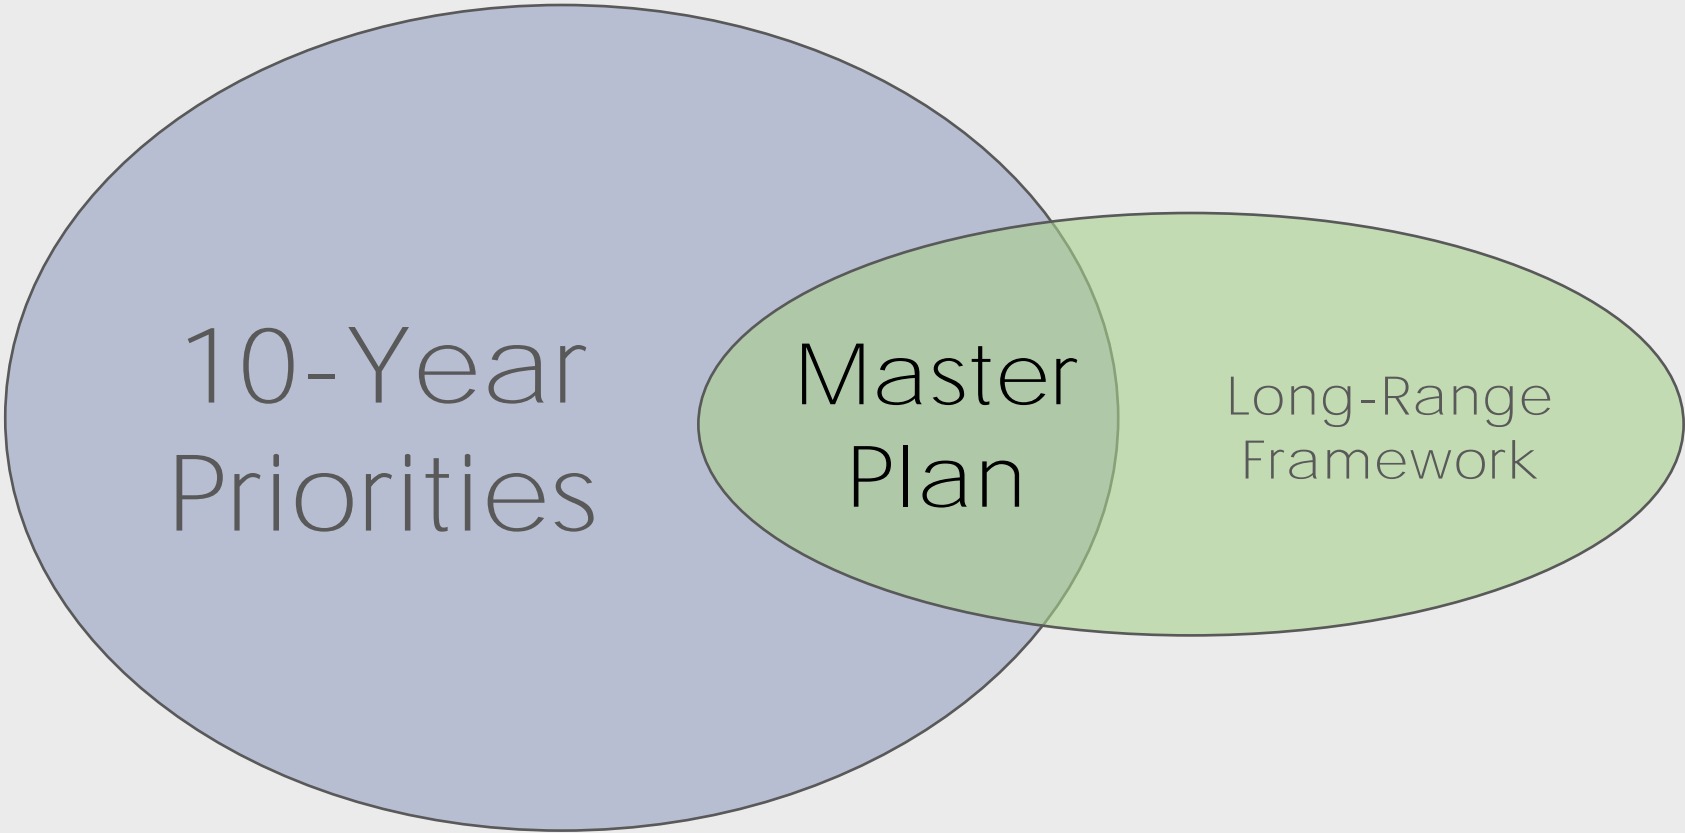 10-Year
Priorities
Master
Plan
Long-Range
Framework